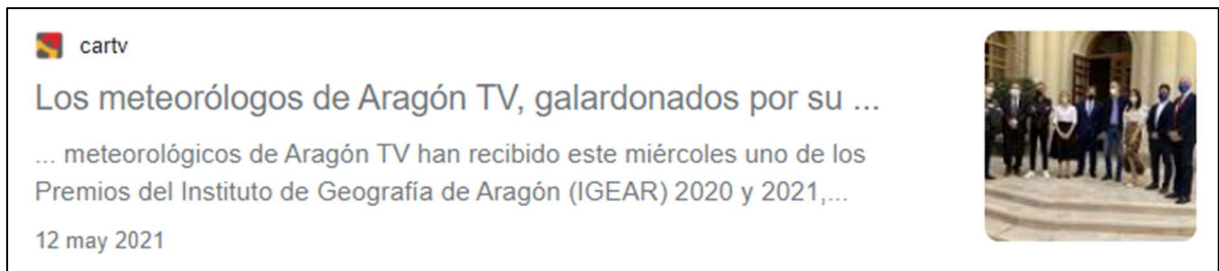 cartv
Los meteorólogos de Aragón TV, galardonados por su ...
... meteorológicos de Aragón TV han recibido este miércoles uno de los
Premios del Instituto de Geografía de Aragón (IGEAR) 2020 y 2021,...
12 may 2021